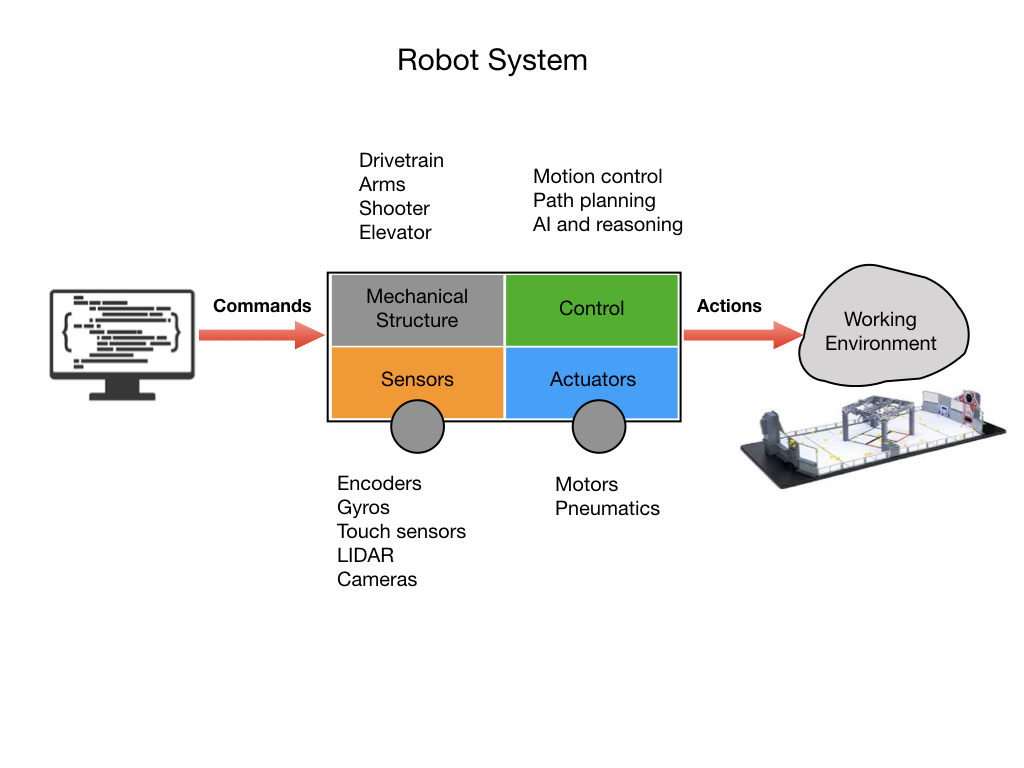 Robot System
Drivetrain
Arms
Shooter
Elevator
Motion control
Path planning
AI and reasoning
Commands
Mechanical
Structure
Control
Actions
Working
Environment
Sensors
Actuators
Encoders
Gyros
Touch sensors
LIDAR
Cameras
Motors
Pneumatics